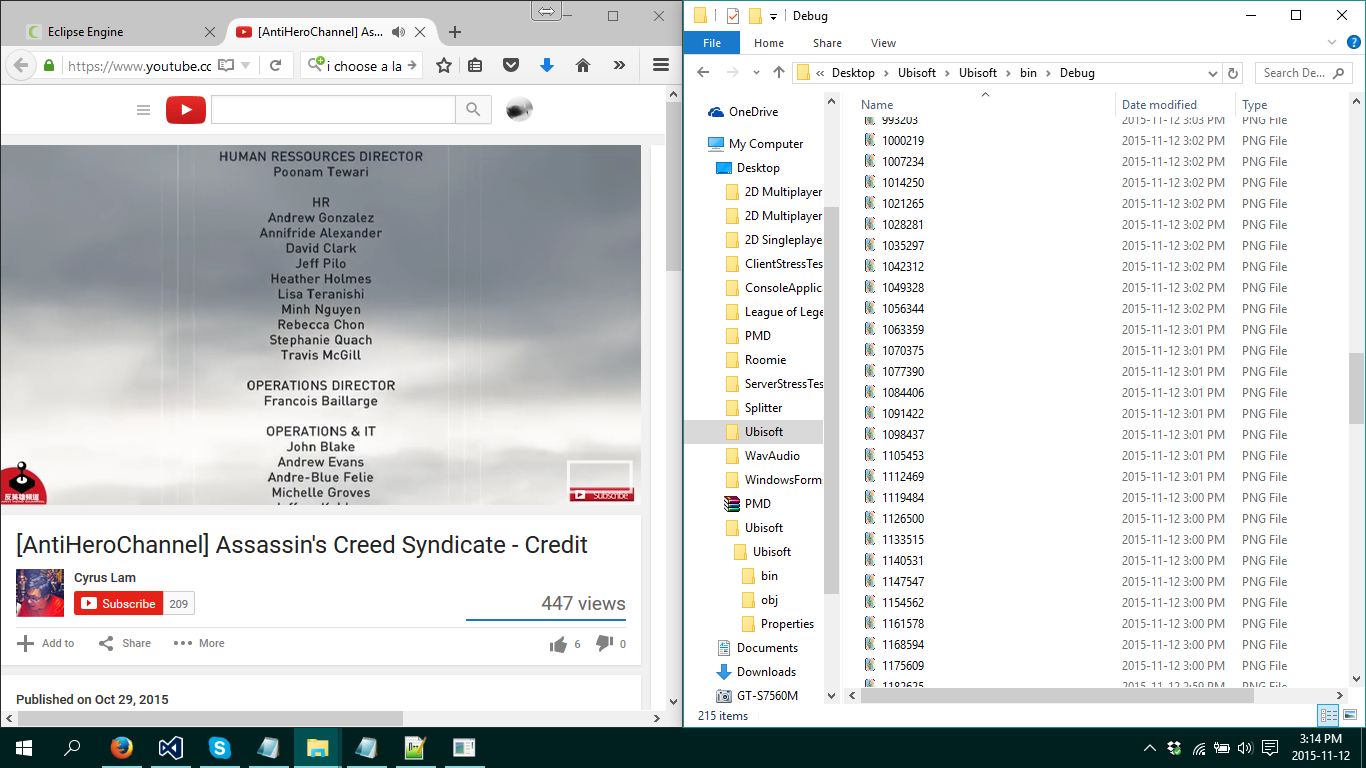 Eclipse Engine
[AntiHeroChannel] As...
https://www.youtube.cc
i choose a la
HUMAN RESSOURCES DIRECTOR
Poonam Tewari
HR
Andrew Gonzalez
Annifride Alexander
David Clark
Jeff Pilo
Heather Holmes
Lisa Teranishi
Minh Nguyen
Rebecca Chon
Stephanie Quach
Travis McGill
OPERATIONS DIRECTOR
Francois Baillarge
OPERATIONS & IT
John Blake
Andrew Evans
Andre-Blue Felie
Michelle Groves
反英雄頻道
Subscribe
[AntiHeroChannel] Assassin's Creed Syndicate - Credit
Cyrus Lam
Subscribe 209
447 views
Add to Share More 6 0
Published on Oct 29, 2015
Debug
File Home Share View
« Desktop > Ubisoft > Ubisoft > bin > Debug
Search De...
OneDrive
My Computer
Desktop
2D Multiplayer
2D Multiplayer
2D Singleplaye
ClientStressTes
ConsoleApplic
League of Lege
PMD
Roomie
ServerStressTes
Splitter
Ubisoft
WavAudio
WindowsForm
PMD
Ubisoft
Ubisoft
bin
obj
Properties
Documents
Downloads
GT-S7560M
Name Date modified Type
993203 2015-11-12 3:03 PM PNG File
1000219 2015-11-12 3:02 PM PNG File
1007234 2015-11-12 3:02 PM PNG File
1014250 2015-11-12 3:02 PM PNG File
1021265 2015-11-12 3:02 PM PNG File
1028281 2015-11-12 3:02 PM PNG File
1035297 2015-11-12 3:02 PM PNG File
1042312 2015-11-12 3:02 PM PNG File
1049328 2015-11-12 3:02 PM PNG File
1056344 2015-11-12 3:02 PM PNG File
1063359 2015-11-12 3:01 PM PNG File
1070375 2015-11-12 3:01 PM PNG File
1077390 2015-11-12 3:01 PM PNG File
1084406 2015-11-12 3:01 PM PNG File
1091422 2015-11-12 3:01 PM PNG File
1098437 2015-11-12 3:01 PM PNG File
1105453 2015-11-12 3:01 PM PNG File
1112469 2015-11-12 3:01 PM PNG File
1119484 2015-11-12 3:00 PM PNG File
1126500 2015-11-12 3:00 PM PNG File
1133515 2015-11-12 3:00 PM PNG File
1140531 2015-11-12 3:00 PM PNG File
1147547 2015-11-12 3:00 PM PNG File
1154562 2015-11-12 3:00 PM PNG File
1161578 2015-11-12 3:00 PM PNG File
1168594 2015-11-12 3:00 PM PNG File
1175609 2015-11-12 3:00 PM PNG File
1182625 2015-11-12 2:59 PM PNG File
215 items
3:14 PM
2015-11-12